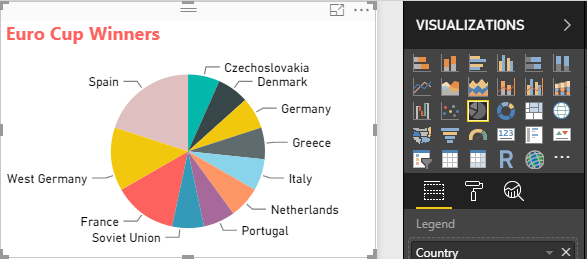 Euro Cup Winners
VISUALIZATIONS
Czechoslovakia
Spain
Denmark
Germany
Greece
West Germany
Italy
Netherlands
France
Portugal
Soviet Union
123
R
Legend
Country